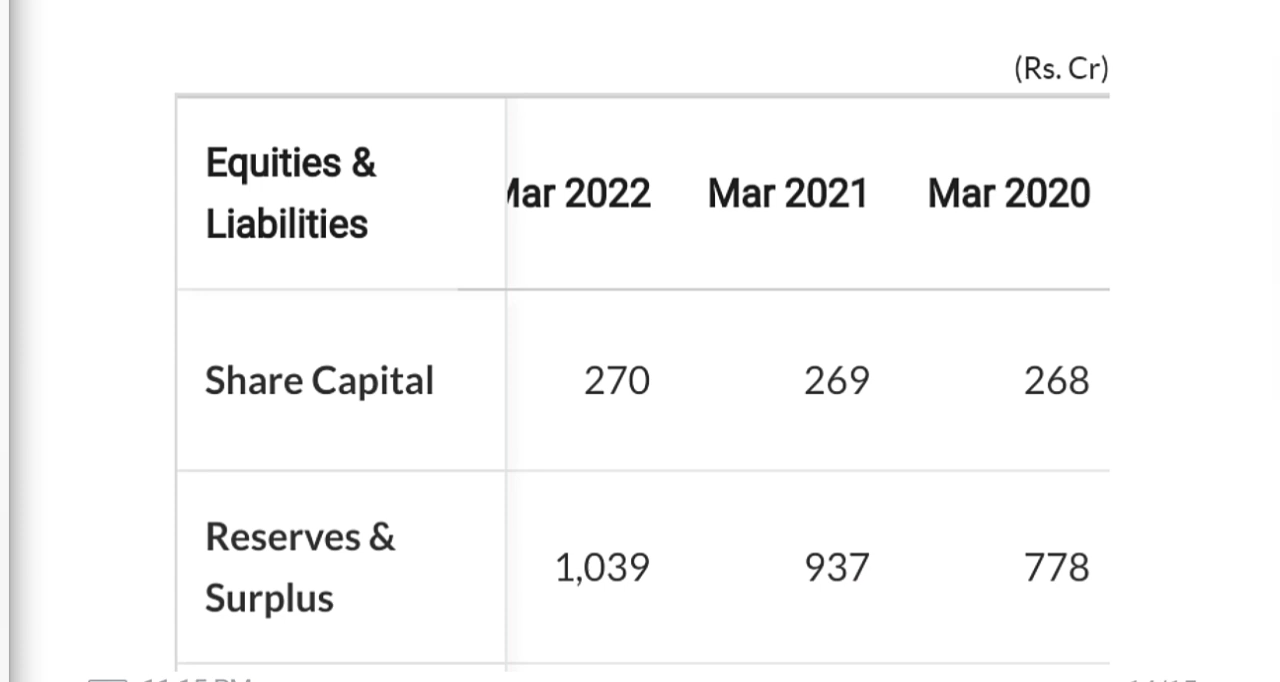 (Rs. Cr)
Equities &
Liabilities
Mar 2022 Mar 2021 Mar 2020
Share Capital 270 269 268
Reserves &
Surplus
1,039 937 778